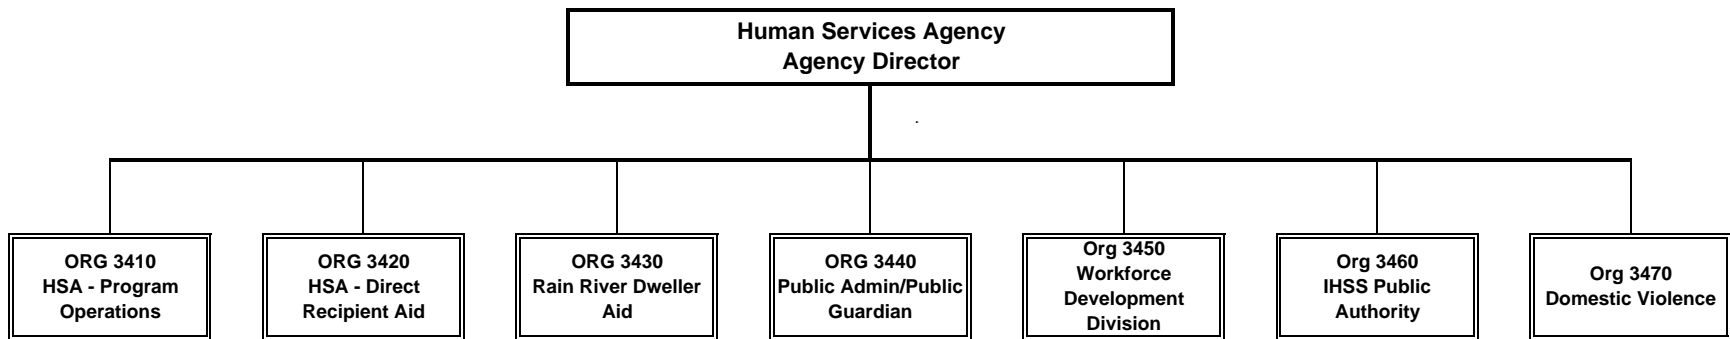 Human Services Agency
Agency Director
.
ORG 3410
HSA - Program
Operations
ORG 3420
HSA - Direct
Recipient Aid
ORG 3430
Rain River Dweller
Aid
ORG 3440
Public Admin/Public
Guardian
Org 3450
Workforce
Development
Division
Org 3460
IHSS Public
Authority
Org 3470
Domestic Violence